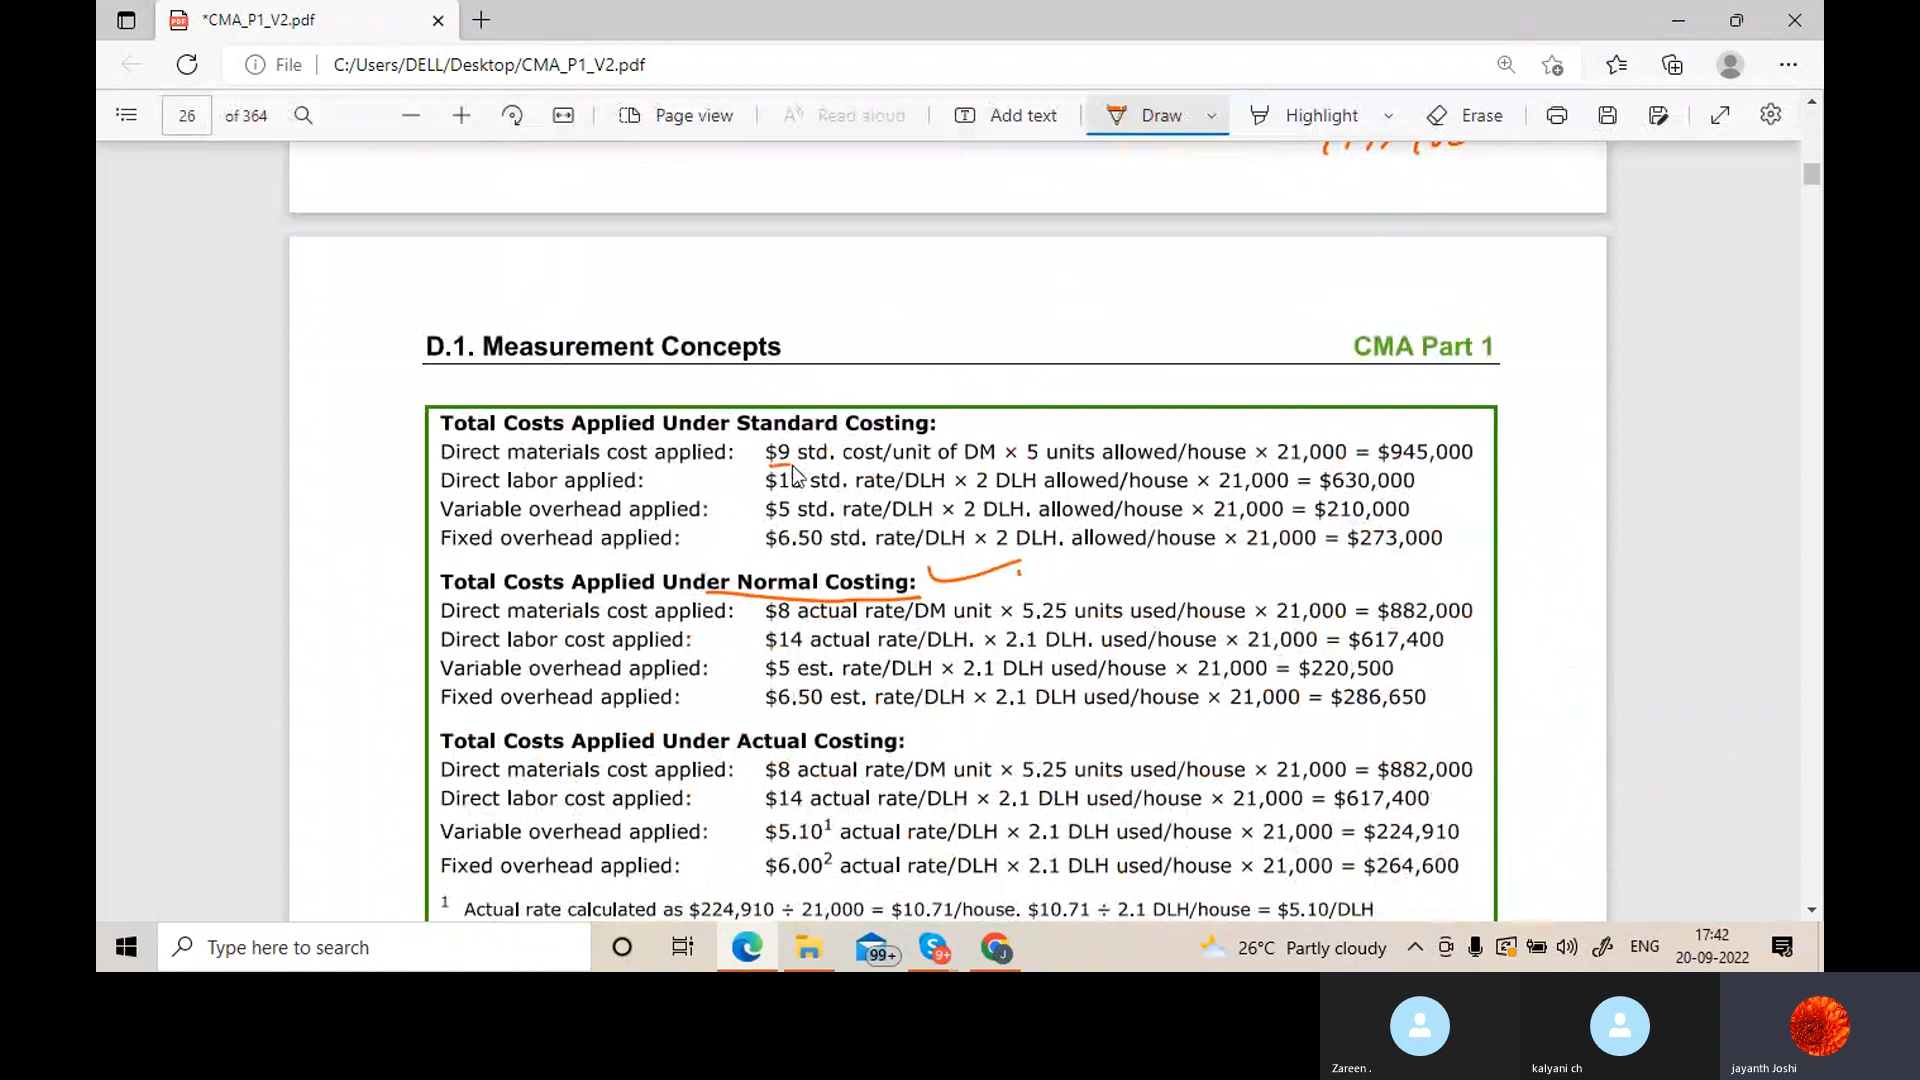 *CMA_P1_V2.pdf
File C:/Users/DELL/Desktop/CMA_P1_V2.pdf
26 of 364 Page view Read aloud Add text Draw Highlight Erase
D.1. Measurement Concepts CMA Part 1
Total Costs Applied Under Standard Costing:
Direct materials cost applied: $9 std. cost/unit of DM × 5 units allowed/house × 21,000 = $945,000
Direct labor applied: std. rate/DLH × 2 DLH allowed/house × 21,000 = $630,000
Variable overhead applied: $5 std. rate/DLH × 2 DLH. allowed/house × 21,000 = $210,000
Fixed overhead applied: $6.50 std. rate/DLH × 2 DLH. allowed/house × 21,000 = $273,000
Total Costs Applied Under Normal Costing:
Direct materials cost applied: $8 actual rate/DM unit × 5.25 units used/house × 21,000 = $882,000
Direct labor cost applied: $14 actual rate/DLH. × 2.1 DLH. used/house × 21,000 = $617,400
Variable overhead applied: $5 est. rate/DLH × 2.1 DLH used/house × 21,000 = $220,500
Fixed overhead applied: $6.50 est. rate/DLH × 2.1 DLH used/house × 21,000 = $286,650
Total Costs Applied Under Actual Costing:
Direct materials cost applied: $8 actual rate/DM unit × 5.25 units used/house × 21,000 = $882,000
Direct labor cost applied: $14 actual rate/DLH × 2.1 DLH used/house × 21,000 = $617,400
Variable overhead applied: $5.10¹ actual rate/DLH × 2.1 DLH used/house × 21,000 = $224,910
Fixed overhead applied: $6.00² actual rate/DLH × 2.1 DLH used/house × 21,000 = $264,600
¹ Actual rate calculated as $224,910 ÷ 21,000 = $10.71/house. $10.71 ÷ 2.1 DLH/house = $5.10/DLH
Type here to search 99+ 9+ J 26°C Partly cloudy ENG 17:42
20-09-2022
Zareen . kalyani ch jayanth Joshi